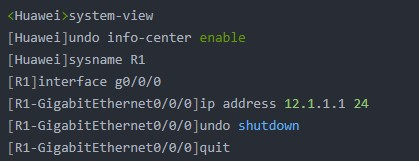 <Huawei>system-view
[Huawei]undo info-center enable
[Huawei]sysname R1
[R1]interface g0/0/0
[R1-GigabitEthernet0/0/0]ip address 12.1.1.1 24
[R1-GigabitEthernet0/0/0]undo shutdown
[R1-GigabitEthernet0/0/0]quit